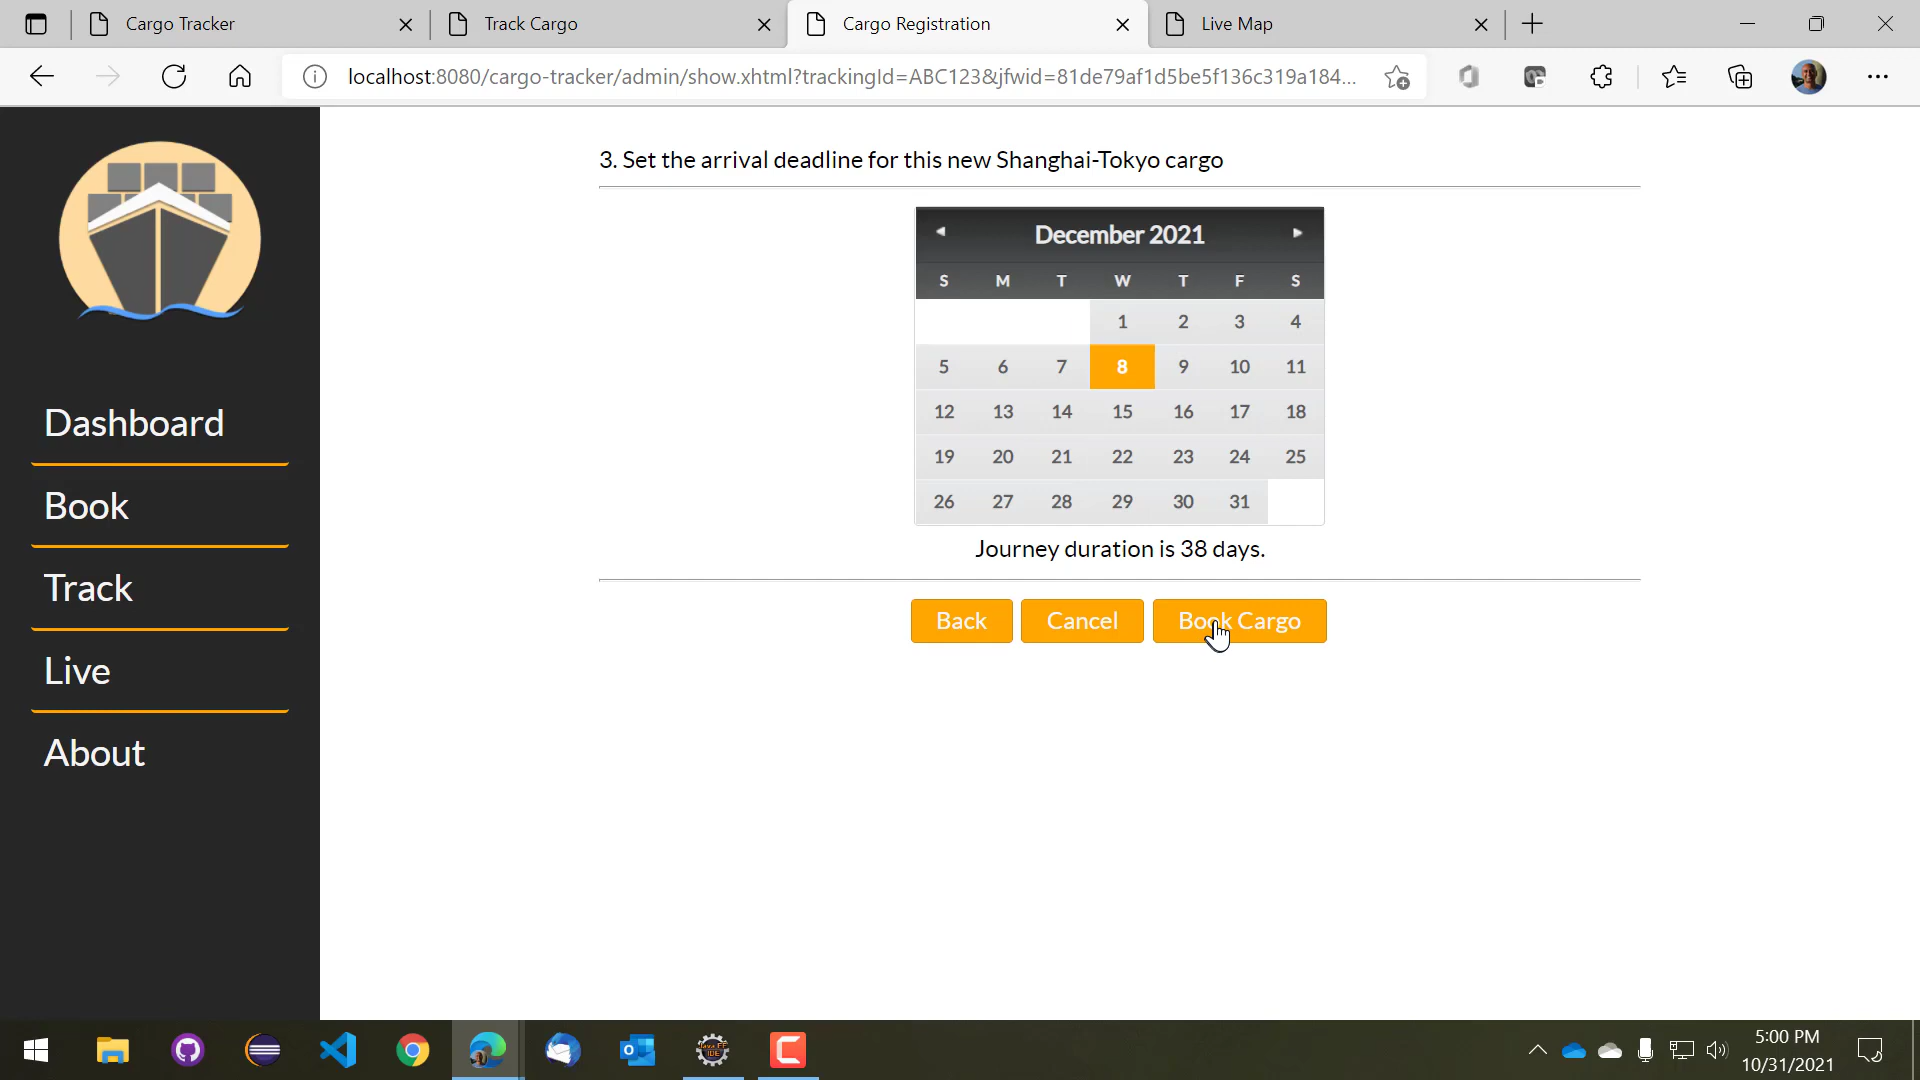 Cargo Tracker
Track Cargo
Cargo Registration
Live Map
localhost:8080/cargo-tracker/admin/show.xhtml?trackingId=ABC123&jfwid=81de79af1d5be5f136c319a184...
Dashboard
Book
Track
Live
About
3. Set the arrival deadline for this new Shanghai-Tokyo cargo
December 2021
S M T W T F S
1 2 3 4
5 6 7 8 9 10 11
12 13 14 15 16 17 18
19 20 21 22 23 24 25
26 27 28 29 30 31
Journey duration is 38 days.
Back Cancel Book Cargo
5:00 PM
10/31/2021